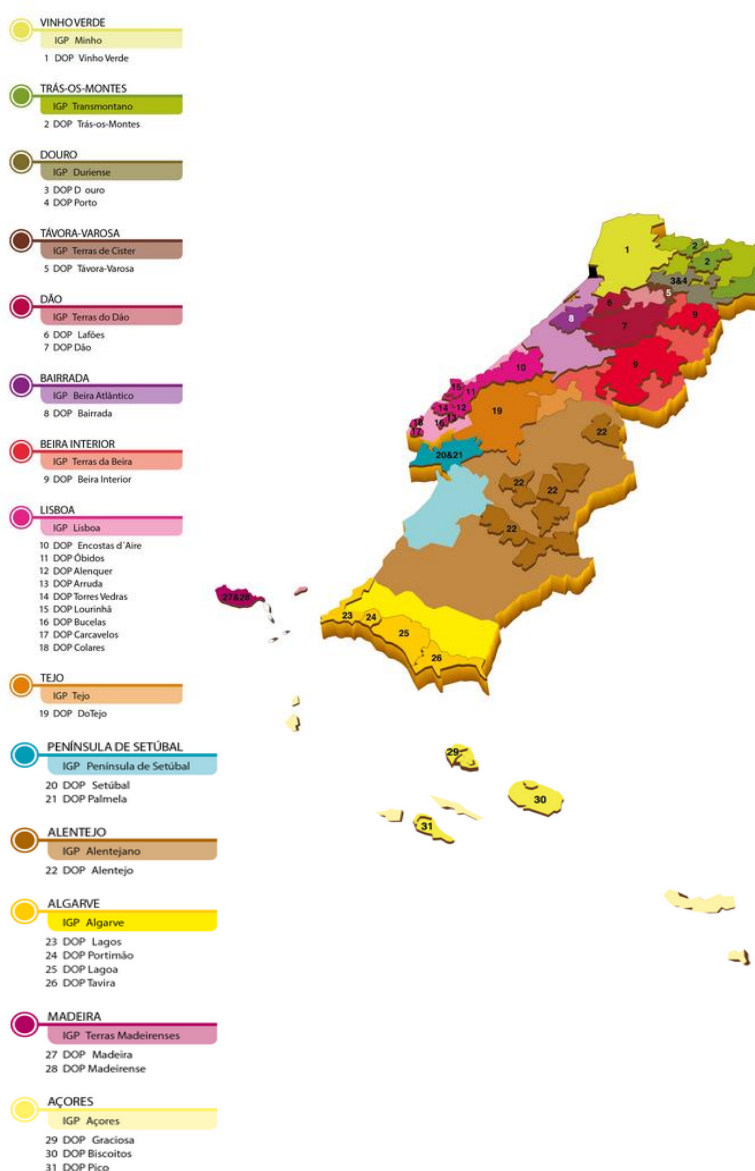 VINHO VERDE
IGP Minho
1 DOP Vinho Verde
TRÁS-OS-MONTES
IGP Transmontano
2 DOP Trás-os-Montes
DOURO
IGP Duriense
3 DOP D ouro
4 DOP Porto
TÁVORA-VAROSA
IGP Terras de Cister
5 DOP Távora-Varosa
DÃO
IGP Terras do Dão
6 DOP Lafões
7 DOP Dão
BAIRRADA
IGP Beira Atlântico
8 DOP Bairrada
BEIRA INTERIOR
IGP Terras da Beira
9 DOP Beira Interior
LISBOA
IGP Lisboa
10 DOP Encostas d´Aire
11 DOP Óbidos
12 DOP Alenquer
13 DOP Arruda
14 DOP Torres Vedras
15 DOP Lourinhã
16 DOP Bucelas
17 DOP Carcavelos
18 DOP Colares
TEJO
IGP Tejo
19 DOP DoTejo
PENÍNSULA DE SETÚBAL
IGP Península de Setúbal
20 DOP Setúbal
21 DOP Palmela
ALENTEJO
IGP Alentejano
22 DOP Alentejo
ALGARVE
IGP Algarve
23 DOP Lagos
24 DOP Portimão
25 DOP Lagoa
26 DOP Tavira
MADEIRA
IGP Terras Madeirenses
27 DOP Madeira
28 DOP Madeirense
AÇORES
IGP Açores
29 DOP Graciosa
30 DOP Biscoitos
31 DOP Pico
1
2
2
3&4
5
6
9
8
7
9
10
15
11
14
12
13
16
18
17
19
22
20&21
22
22
22
27&28
23
24
25
26
29
30
31